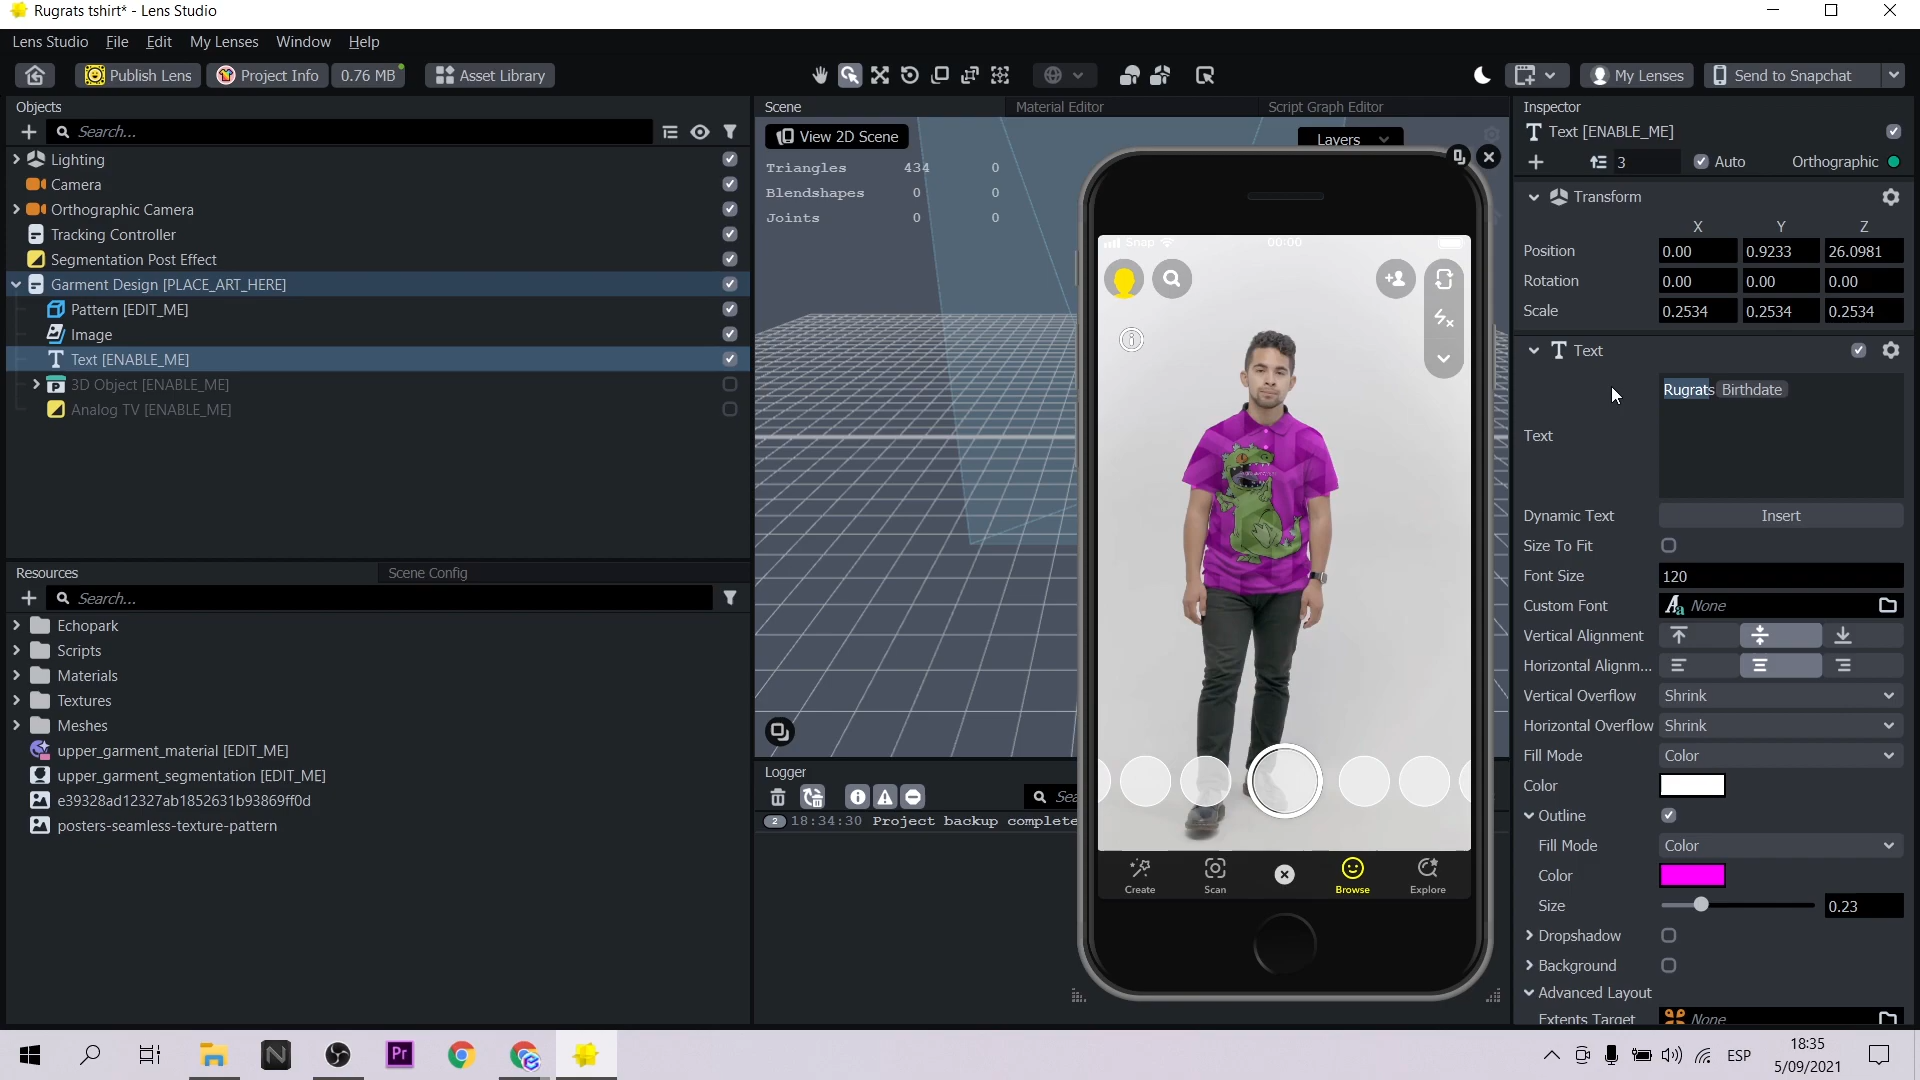 Rugrats tshirt* - Lens Studio
Lens Studio File Edit My Lenses Window Help
Publish Lens Project Info 0.76 MB Asset Library My Lenses Send to Snapchat
Objects
Search...
Lighting
Camera
Orthographic Camera
Tracking Controller
Segmentation Post Effect
Garment Design [PLACE_ART_HERE]
Pattern [EDIT_ME]
Image
Text [ENABLE_ME]
3D Object [ENABLE_ME]
Analog TV [ENABLE_ME]
Resources Scene Config
Search...
Echopark
Scripts
Materials
Textures
Meshes
upper_garment_material [EDIT_ME]
upper_garment_segmentation [EDIT_ME]
e39328ad12327ab1852631b93869ff0d
posters-seamless-texture-pattern
Scene Material Editor Script Graph Editor
View 2D Scene Layers
Triangles 434 0
Blendshapes 0 0
Joints 0 0
Snap 00:00
Create Scan Browse Explore
Logger
Sea
2 18:34:30 Project backup complete
Inspector
Text [ENABLE_ME]
3 Auto Orthographic
Transform
X Y Z
Position 0.00 0.9233 26.0981
Rotation 0.00 0.00 0.00
Scale 0.2534 0.2534 0.2534
Text
Rugrats Birthdate
Text
Dynamic Text Insert
Size To Fit
Font Size 120
Custom Font None
Vertical Alignment
Horizontal Alignm...
Vertical Overflow Shrink
Horizontal Overflow Shrink
Fill Mode Color
Color
Outline
Fill Mode Color
Color
Size 0.23
Dropshadow
Background
Advanced Layout
Extents Target None
Pr
ESP
18:35
5/09/2021